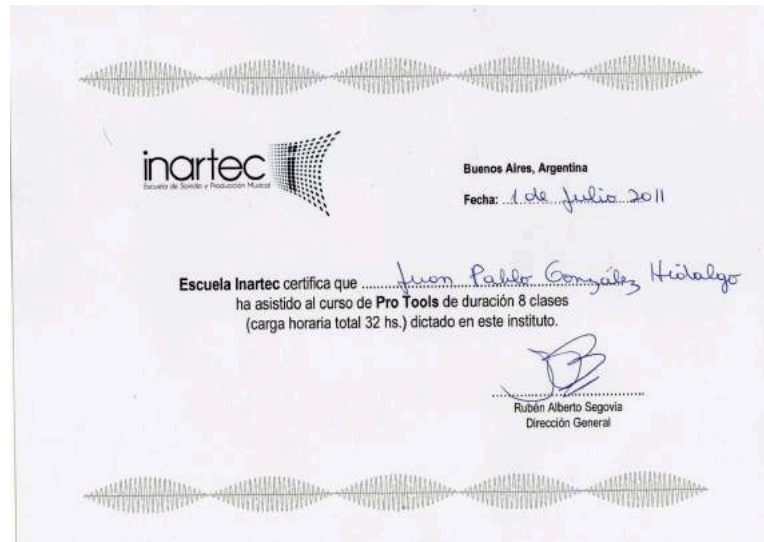 inartec
Escuela de Sonido y Producción Musical
Buenos Aires, Argentina
Fecha: 1 de Julio 2011
Escuela Inartec certifica que Juan Pablo González Hidalgo
ha asistido al curso de Pro Tools de duración 8 clases
(carga horaria total 32 hs.) dictado en este instituto.
Rubén Alberto Segovia
Dirección General